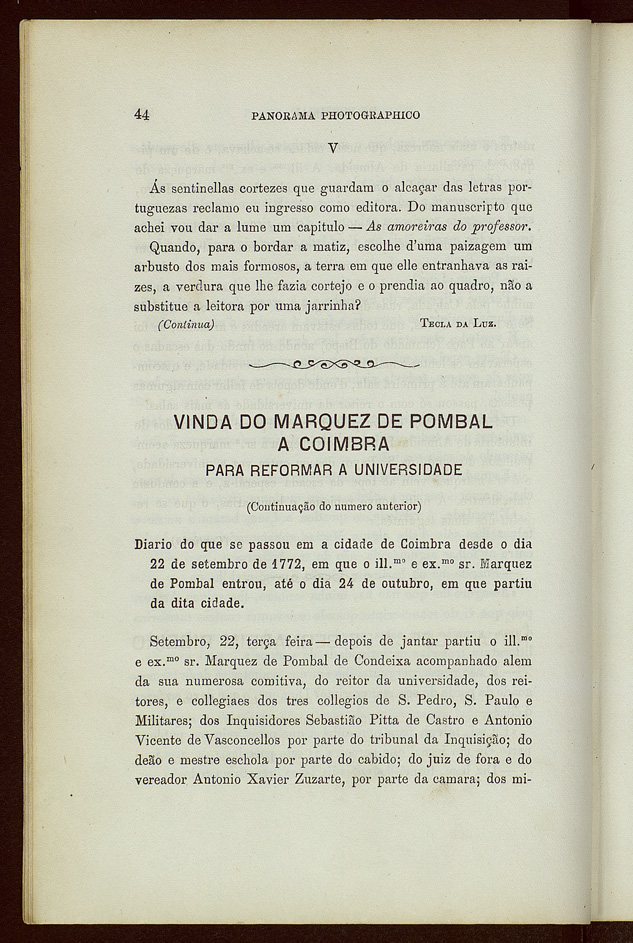 44
PANORAMA PHOTOGRAPHICO
V
Ás sentinellas cortezes que guardam o alcaçar das letras por-
tuguezas reclamo eu ingresso como editora. Do manuscripto que
achei vou dar a lume um capitulo — As amoreiras do professor.
Quando, para o bordar a matiz, escolhe d'uma paizagem um
arbusto dos mais formosos, a terra em que elle entranhava as rai-
zes, a verdura que lhe fazia cortejo e o prendia ao quadro, não a
substitue a leitora por uma jarrinha?
(Continua) Tecla da Luz.
VINDA DO MARQUEZ DE POMBAL
A COIMBRA
PARA REFORMAR A UNIVERSIDADE
(Continuação do numero anterior)
Diario do que se passou em a cidade de Coimbra desde o dia
22 de setembro de 1772, em que o ill.mo e ex.mo sr. Marquez
de Pombal entrou, até o dia 24 de outubro, em que partiu
da dita cidade.
Setembro, 22, terça feira — depois de jantar partiu o ill.mo
e ex.mo sr. Marquez de Pombal de Condeixa acompanhado alem
da sua numerosa comitiva, do reitor da universidade, dos rei-
tores, e collegiaes dos tres collegios de S. Pedro, S. Paulo e
Militares; dos Inquisidores Sebastião Pitta de Castro e Antonio
Vicente de Vasconcellos por parte do tribunal da Inquisição; do
deão e mestre eschola por parte do cabido; do juiz de fora e do
vereador Antonio Xavier Zuzarte, por parte da camara; dos mi-